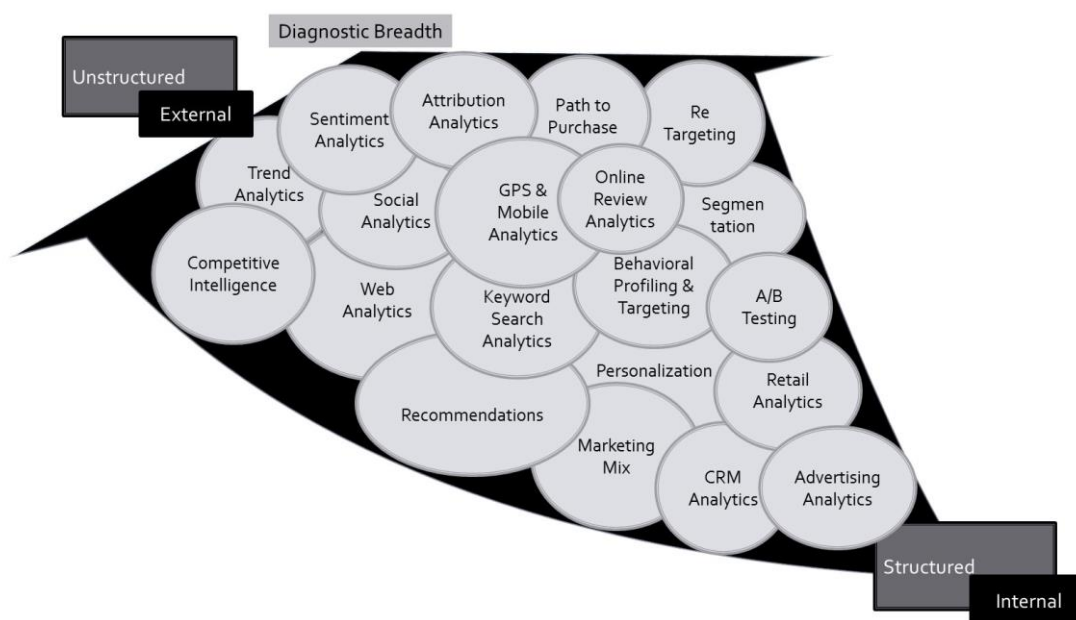 Diagnostic Breadth
Unstructured
External
Sentiment
Analytics
Attribution
Analytics
Path to
Purchase
Re
Targeting
Trend
Analytics
Social
Analytics
GPS &
Mobile
Analytics
Online
Review
Analytics
Segmen
tation
Competitive
Intelligence
Web
Analytics
Keyword
Search
Analytics
Behavioral
Profiling &
Targeting
A/B
Testing
Personalization
Retail
Analytics
Recommendations
Marketing
Mix
CRM
Analytics
Advertising
Analytics
Structured
Internal